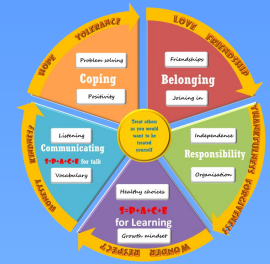 HOPE TOLERANCE
LOVE FRIENDSHIP
Problem solving
Coping
Positivity
Friendships
Belonging
Joining in
Treat others
as you would
want to be
treated
yourself
Listening
Communicating
S+P+A+C+E for talk
Vocabulary
Independence
Responsibility
Organisation
THANKFULNESS FORGIVENESS
Healthy choices
S+P+A+C+E
for Learning
Growth mindset
HONESTY
WONDER RESPECT